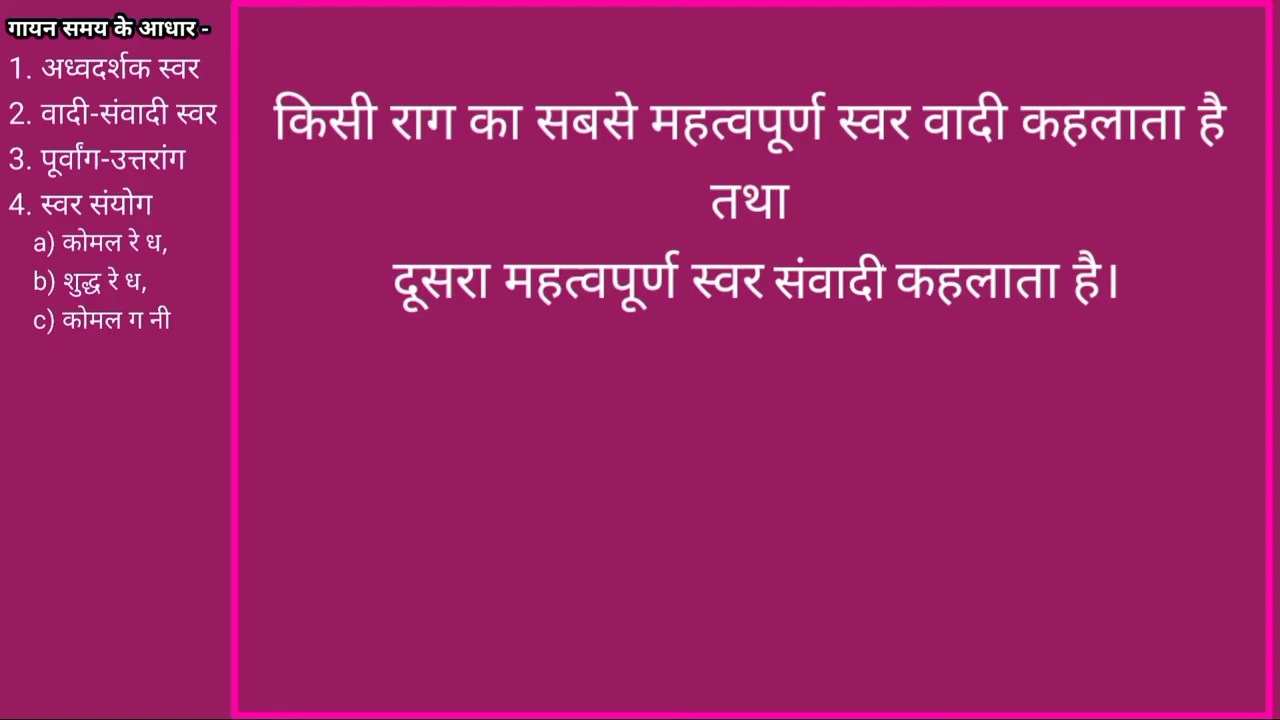 गायन समय के आधार -
1. अध्वदर्शक स्वर
2. वादी-संवादी स्वर
3. पूर्वांग-उत्तरांग
4. स्वर संयोग
a) कोमल रे ध,
b) शुद्ध रे ध,
c) कोमल ग नी
किसी राग का सबसे महत्वपूर्ण स्वर वादी कहलाता है
तथा
दूसरा महत्वपूर्ण स्वर संवादी कहलाता है।